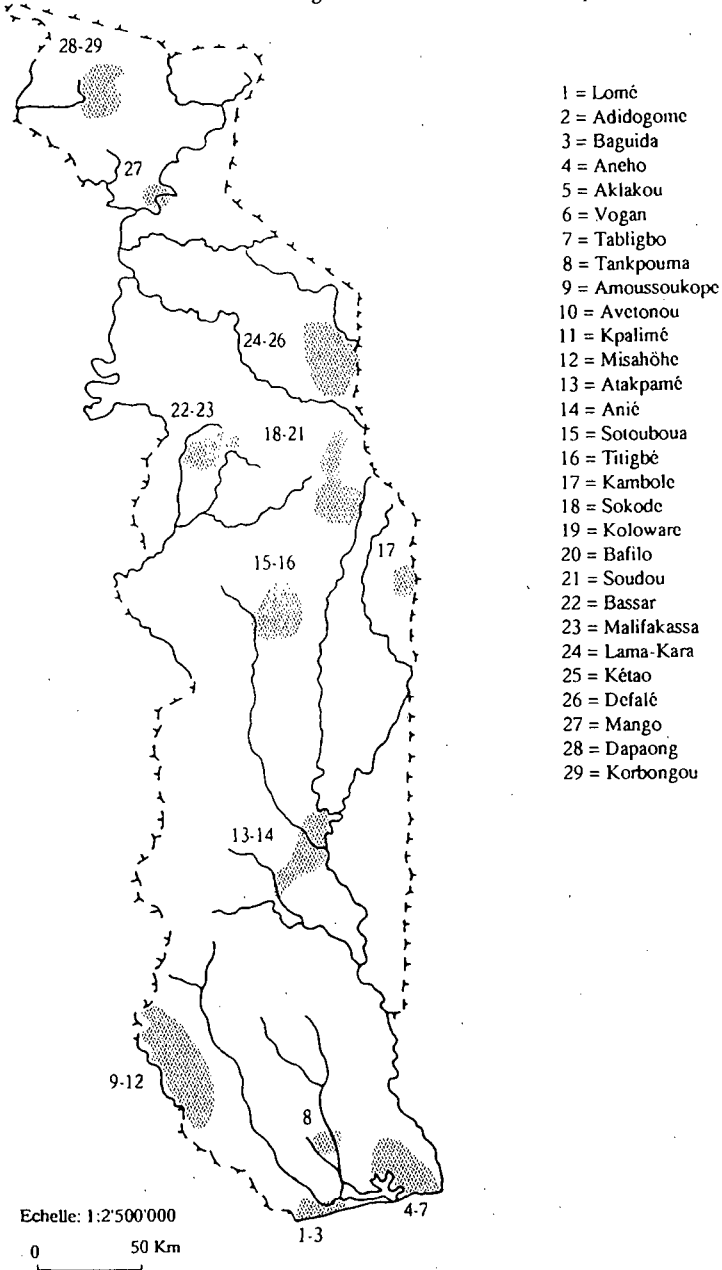 28-29
27
24-26
22-23
18-21
17
15-16
13-14
9-12
8
4-7
1-3
Echelle: 1:2'500'000
0 50 Km
1 = Lomé
2 = Adidogome
3 = Baguida
4 = Aneho
5 = Aklakou
6 = Vogan
7 = Tabligbo
8 = Tankpouma
9 = Amoussoukope
10 = Avetonou
11 = Kpalimé
12 = Misahöhe
13 = Atakpamé
14 = Anié
15 = Sotouboua
16 = Titigbé
17 = Kambole
18 = Sokode
19 = Koloware
20 = Bafilo
21 = Soudou
22 = Bassar
23 = Malifakassa
24 = Lama-Kara
25 = Kétao
26 = Defalé
27 = Mango
28 = Dapaong
29 = Korbongou